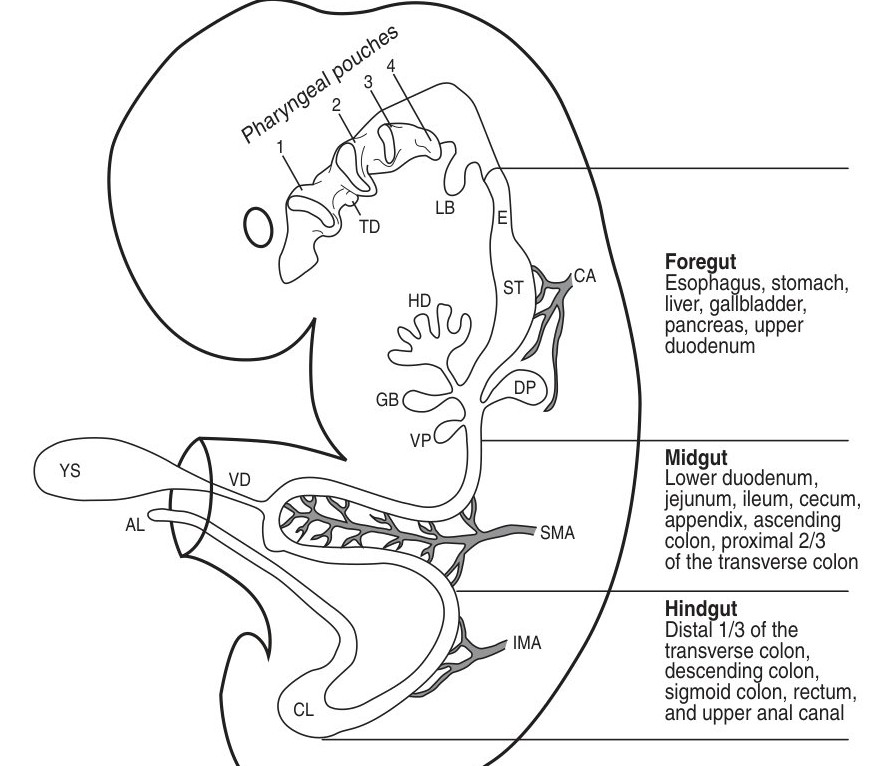 Pharyngeal pouches
1
2
3
4
TD
LB
E
ST
CA
HD
GB
DP
VP
Foregut
Esophagus, stomach,
liver, gallbladder,
pancreas, upper
duodenum
YS
VD
AL
SMA
Midgut
Lower duodenum,
jejunum, ileum, cecum,
appendix, ascending
colon, proximal 2/3
of the transverse colon
IMA
CL
Hindgut
Distal 1/3 of the
transverse colon,
descending colon,
sigmoid colon, rectum,
and upper anal canal